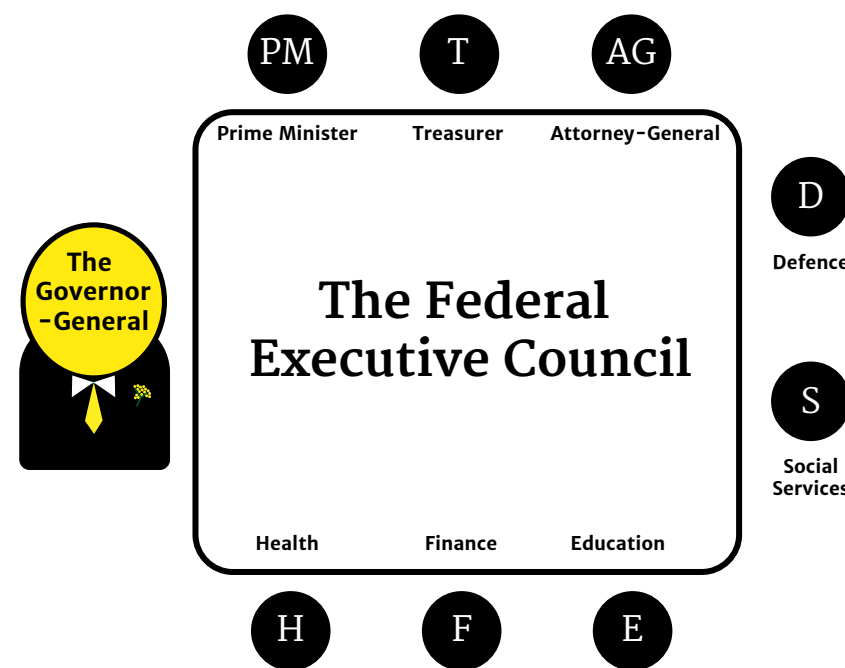 PM
T
AG
Prime Minister
Treasurer
Attorney-General
D
Defence
The
Governor
-General
The Federal
Executive Council
S
Social
Services
Health
Finance
Education
H
F
E